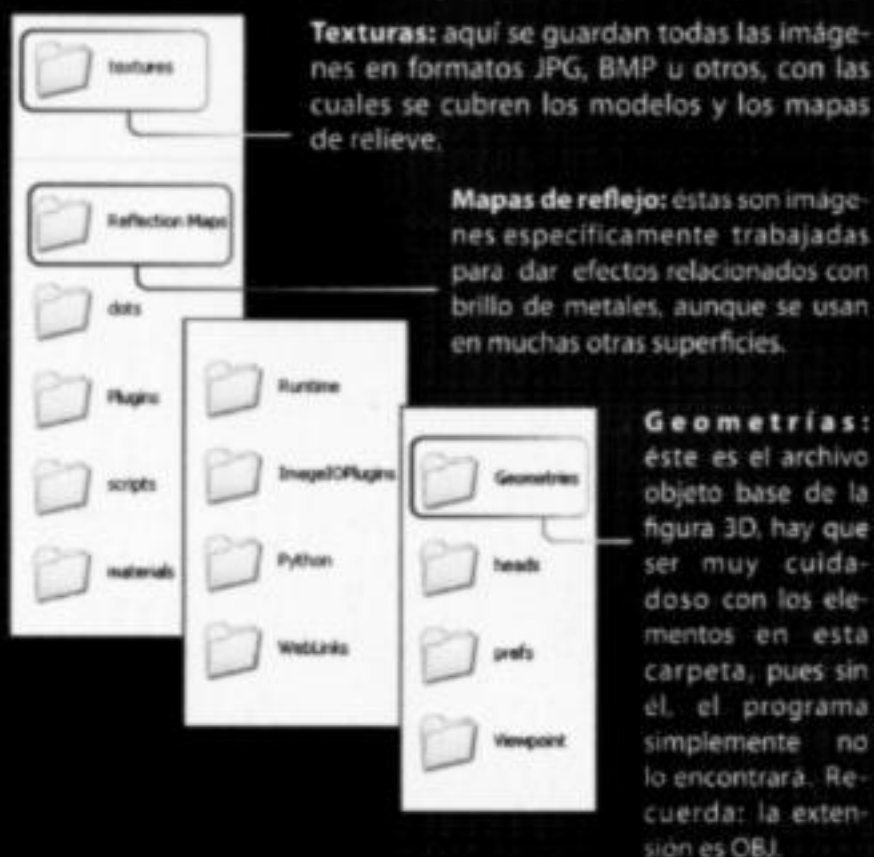 textures
Texturas: aquí se guardan todas las imáge-
nes en formatos JPG, BMP u otros, con las
cuales se cubren los modelos y los mapas
de relieve.
Reflection Maps
Mapas de reflejo: éstas son imáge-
nes específicamente trabajadas
para dar efectos relacionados con
brillo de metales, aunque se usan
en muchas otras superficies.
dots
Plugins
scripts
materials
Runtime
ImageIOPlugins
Python
WebLinks
Geometries
heads
prefs
Viewpoint
Geometrías:
éste es el archivo
objeto base de la
figura 3D, hay que
ser muy cuida-
doso con los ele-
mentos en esta
carpeta, pues sin
él, el programa
simplemente no
lo encontrará. Re-
cuerda: la exten-
sión es OBJ.